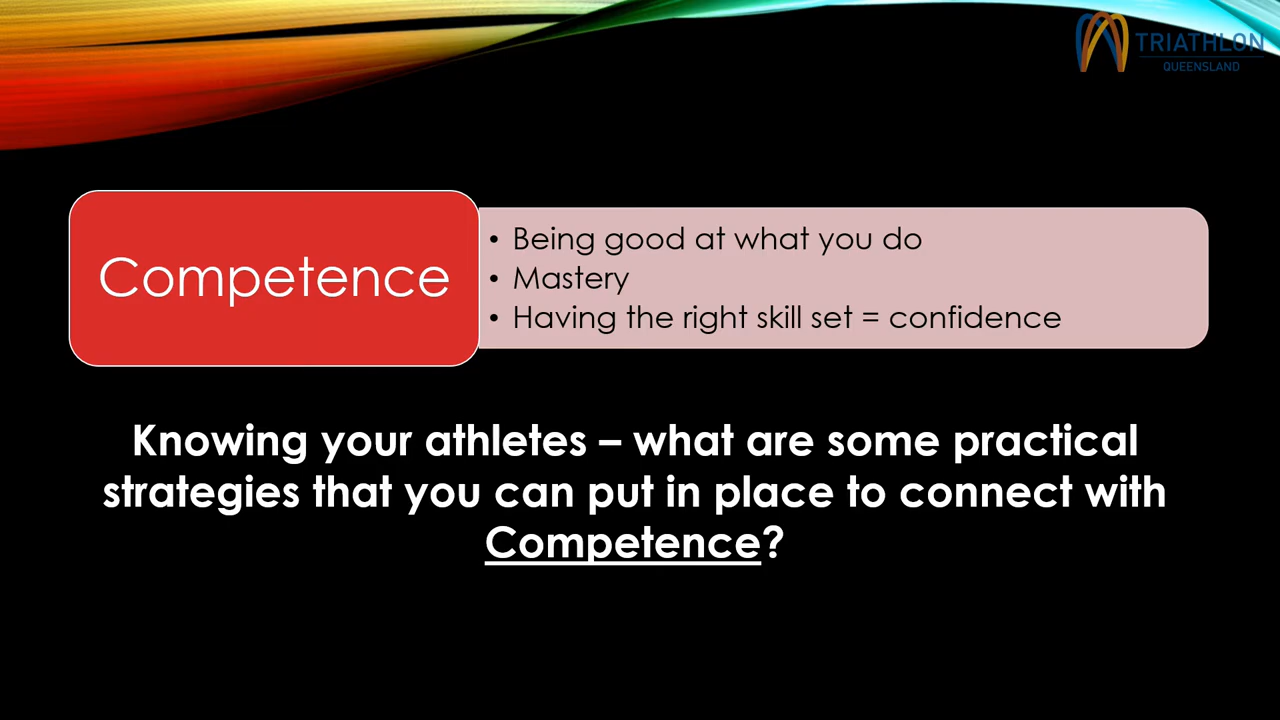 TRIATHLON
QUEENSLAND
Competence
• Being good at what you do
• Mastery
• Having the right skill set = confidence
Knowing your athletes – what are some practical
strategies that you can put in place to connect with
Competence?